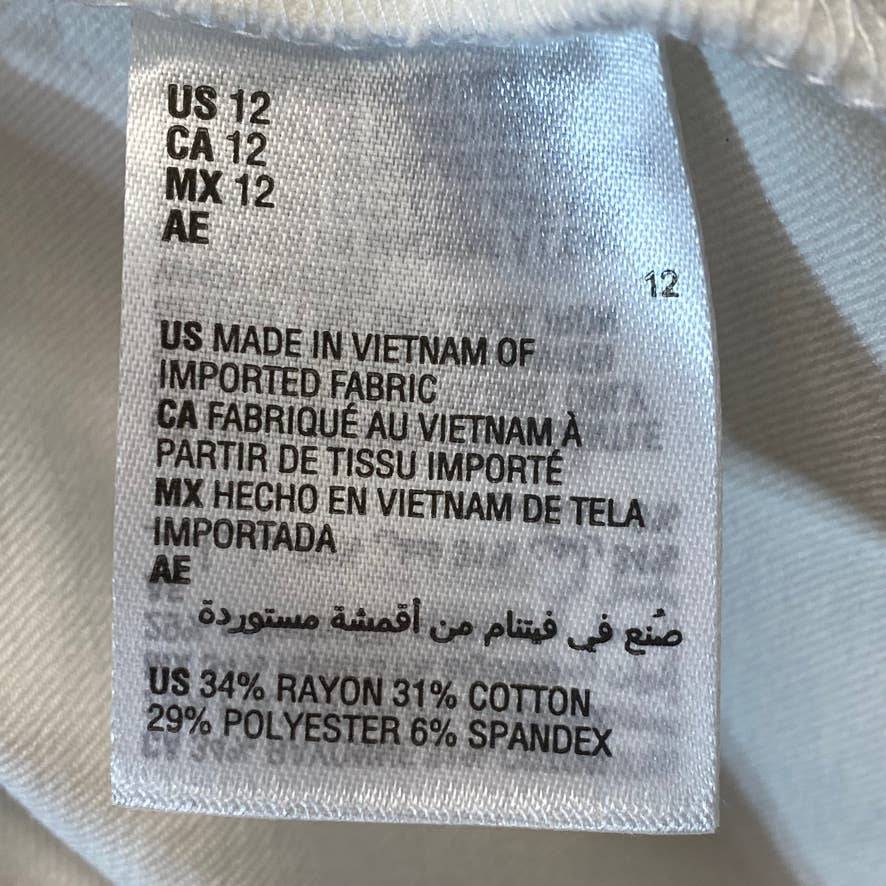 US 12
CA 12
MX 12
AE
12
US MADE IN VIETNAM OF
IMPORTED FABRIC
CA FABRIQUÉ AU VIETNAM À
PARTIR DE TISSU IMPORTÉ
MX HECHO EN VIETNAM DE TELA
IMPORTADA
AE
صُنع في فيتنام من أقمشة مستوردة
US 34% RAYON 31% COTTON
29% POLYESTER 6% SPANDEX